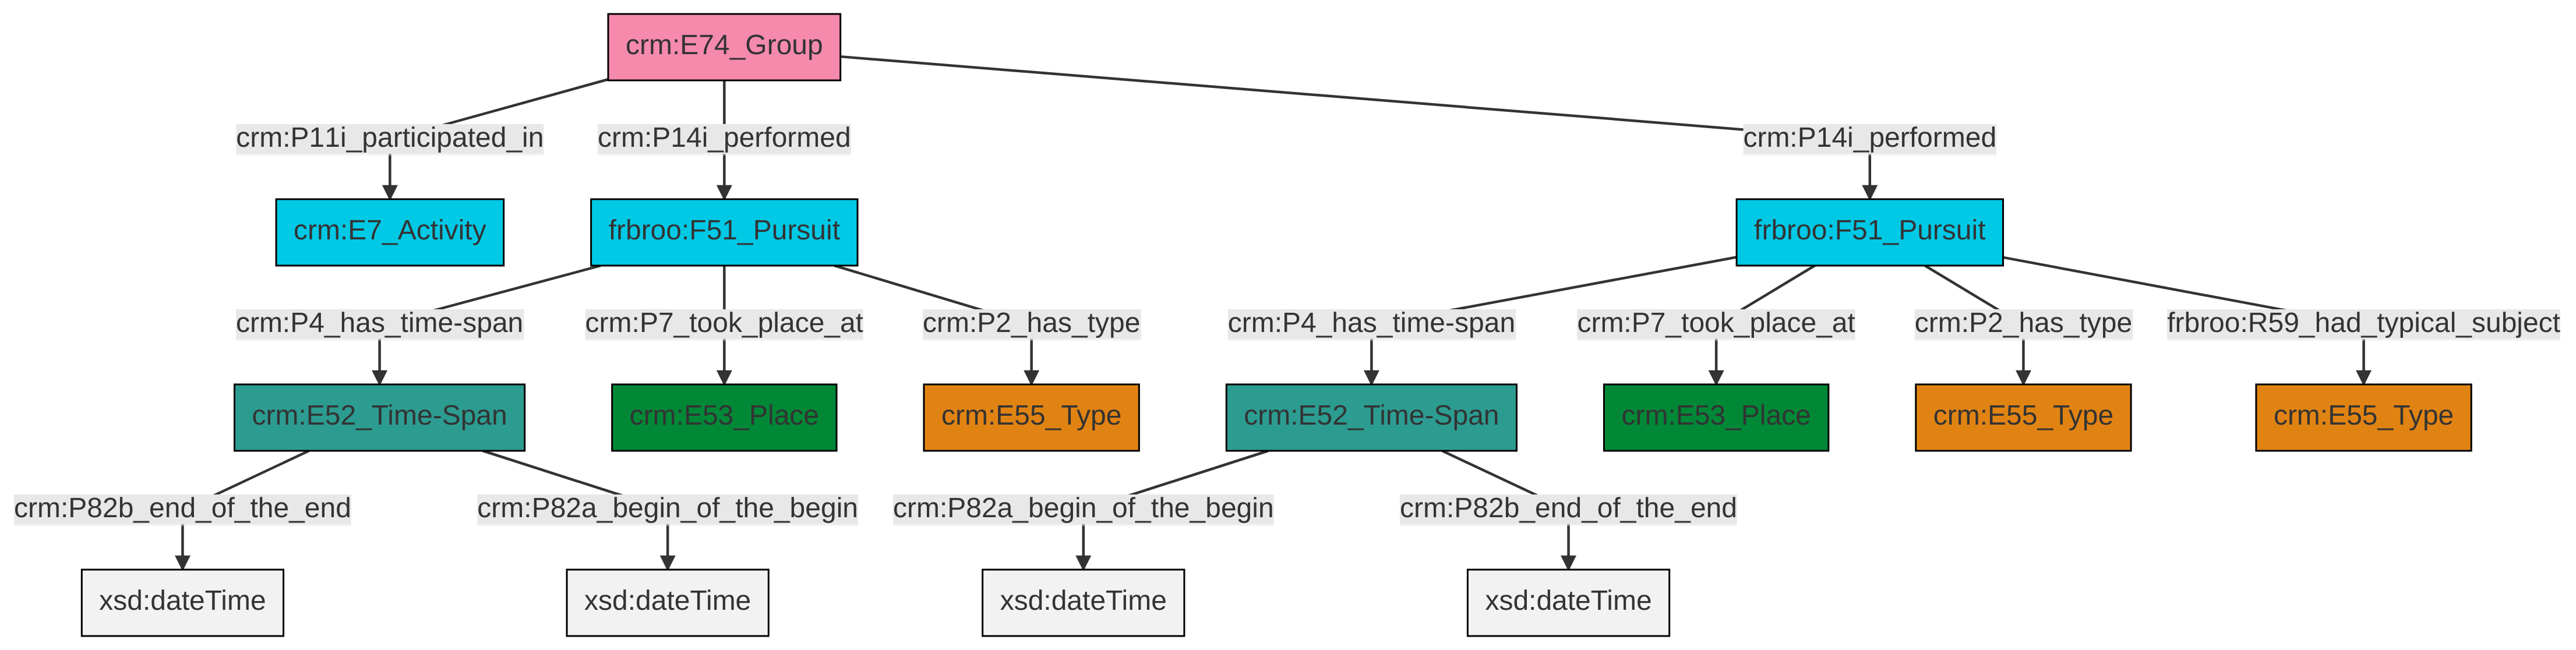 crm:E74_Group
crm:P11i_participated_in
crm:P14i_performed
crm:P14i_performed
crm:E7_Activity
frbroo:F51_Pursuit
frbroo:F51_Pursuit
crm:P4_has_time-span
crm:P7_took_place_at
crm:P2_has_type
crm:P4_has_time-span
crm:P7_took_place_at
crm:P2_has_type
frbroo:R59_had_typical_subject
crm:E52_Time-Span
crm:E53_Place
crm:E55_Type
crm:E52_Time-Span
crm:E53_Place
crm:E55_Type
crm:E55_Type
crm:P82b_end_of_the_end
crm:P82a_begin_of_the_begin
crm:P82a_begin_of_the_begin
crm:P82b_end_of_the_end
xsd:dateTime
xsd:dateTime
xsd:dateTime
xsd:dateTime